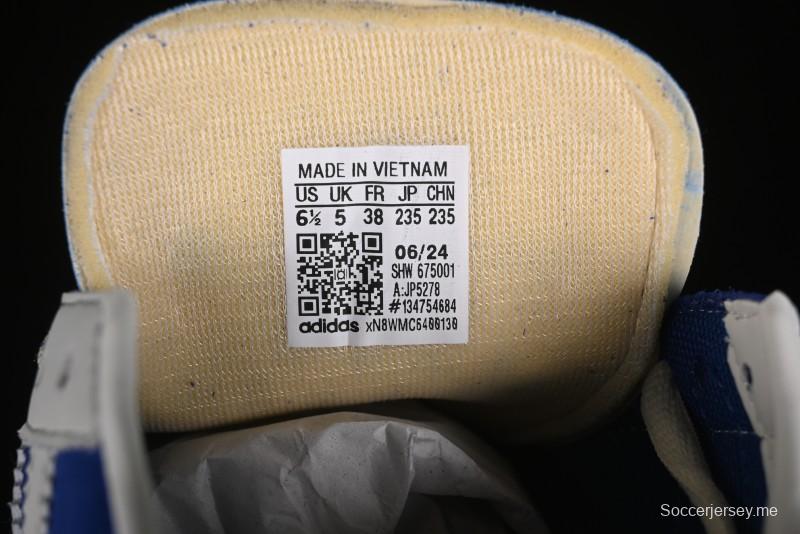 MADE IN VIETNAM
US UK FR JP CHN
6½ 5 38 235 235
06/24
SHW 675001
A:JP5278
#134754684
adidas xN8WMC6400130
Soccerjersey.me